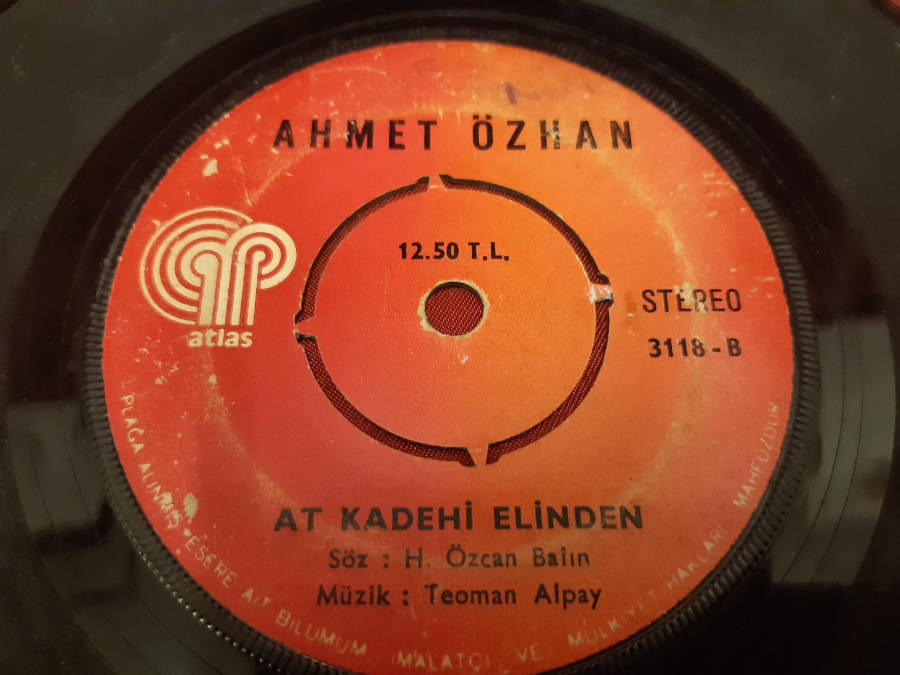 AHMET ÖZHAN
12.50 T.L.
atlas
STEREO
3118-B
AT KADEHİ ELİNDEN
Söz : H. Özcan Balın
Müzik : Teoman Alpay
PLAĞA ALINMIŞ ESERE AİT BİLUMUM İMALATÇI VE MÜLKİYET HAKLARI MAHFUZDUR